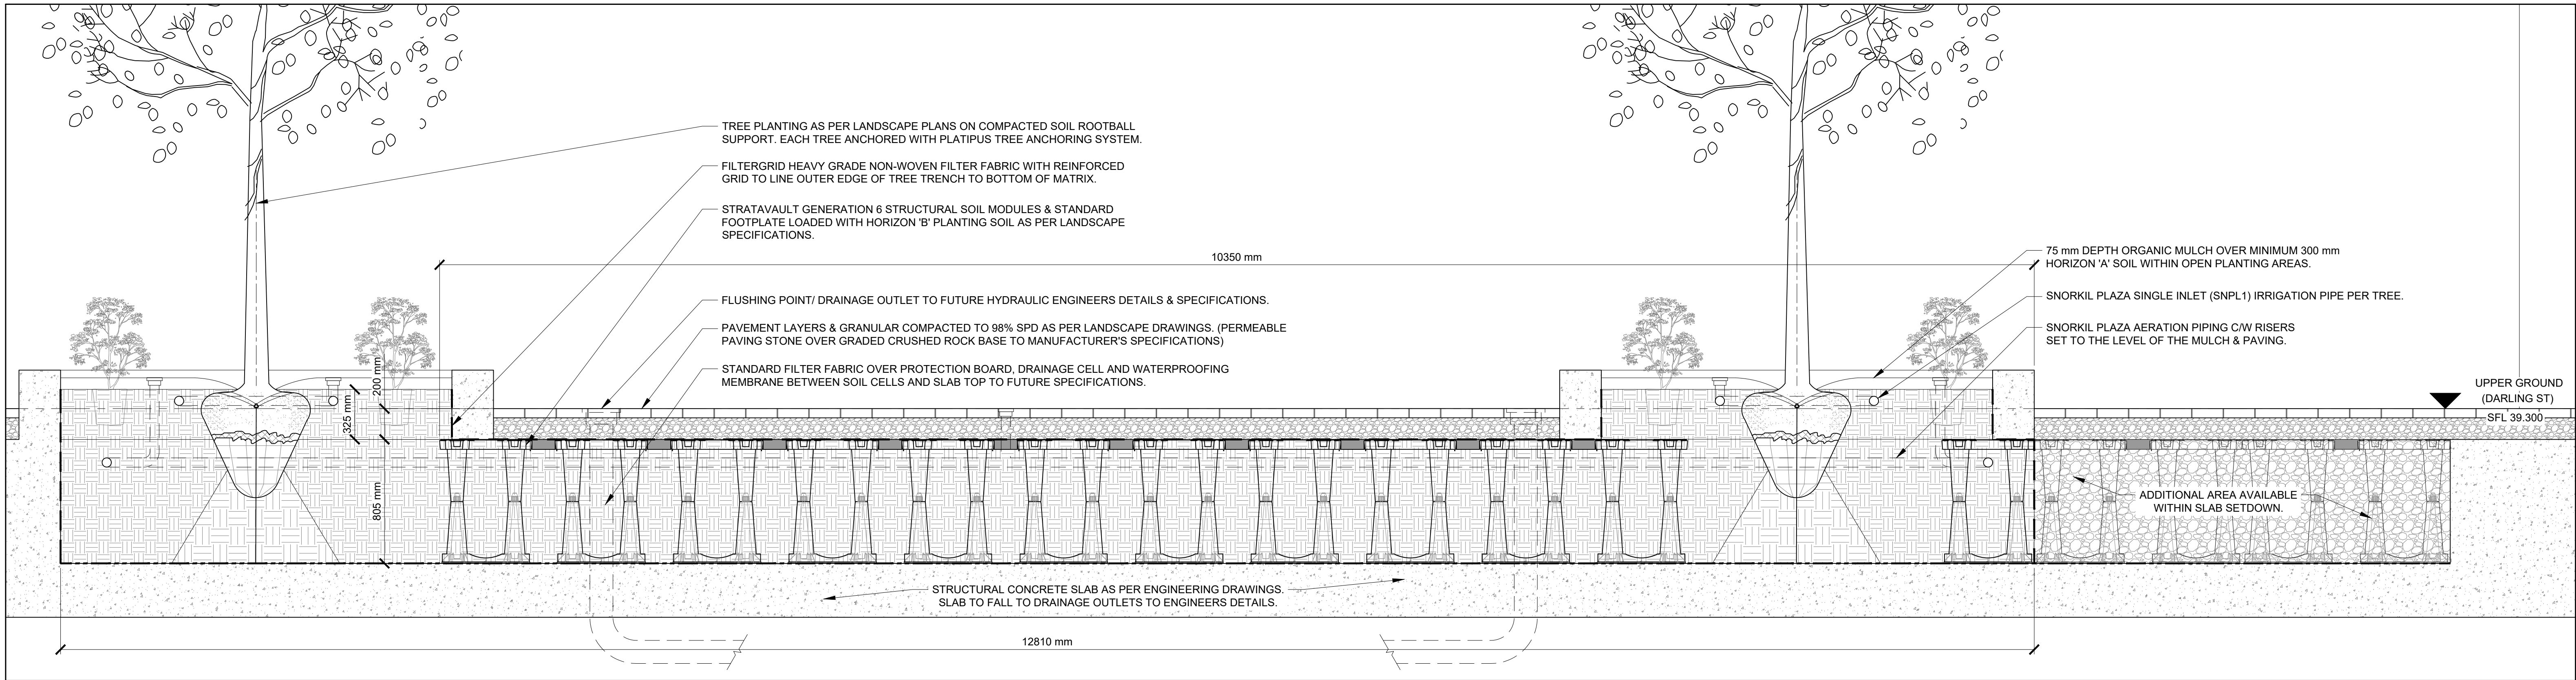 TREE PLANTING AS PER LANDSCAPE PLANS ON COMPACTED SOIL ROOTBALL
SUPPORT. EACH TREE ANCHORED WITH PLATIPUS TREE ANCHORING SYSTEM.
FILTERGRID HEAVY GRADE NON-WOVEN FILTER FABRIC WITH REINFORCED
GRID TO LINE OUTER EDGE OF TREE TRENCH TO BOTTOM OF MATRIX.
STRATAVAULT GENERATION 6 STRUCTURAL SOIL MODULES & STANDARD
FOOTPLATE LOADED WITH HORIZON 'B' PLANTING SOIL AS PER LANDSCAPE
SPECIFICATIONS.
10350 mm
FLUSHING POINT/ DRAINAGE OUTLET TO FUTURE HYDRAULIC ENGINEERS DETAILS & SPECIFICATIONS.
PAVEMENT LAYERS & GRANULAR COMPACTED TO 98% SPD AS PER LANDSCAPE DRAWINGS. (PERMEABLE
PAVING STONE OVER GRADED CRUSHED ROCK BASE TO MANUFACTURER'S SPECIFICATIONS)
STANDARD FILTER FABRIC OVER PROTECTION BOARD, DRAINAGE CELL AND WATERPROOFING
MEMBRANE BETWEEN SOIL CELLS AND SLAB TOP TO FUTURE SPECIFICATIONS.
75 mm DEPTH ORGANIC MULCH OVER MINIMUM 300 mm
HORIZON 'A' SOIL WITHIN OPEN PLANTING AREAS.
SNORKIL PLAZA SINGLE INLET (SNPL1) IRRIGATION PIPE PER TREE.
SNORKIL PLAZA AERATION PIPING C/W RISERS
SET TO THE LEVEL OF THE MULCH & PAVING.
UPPER GROUND
(DARLING ST)
SFL 39.300
200 mm
325 mm
805 mm
ADDITIONAL AREA AVAILABLE
WITHIN SLAB SETDOWN.
STRUCTURAL CONCRETE SLAB AS PER ENGINEERING DRAWINGS.
SLAB TO FALL TO DRAINAGE OUTLETS TO ENGINEERS DETAILS.
12810 mm